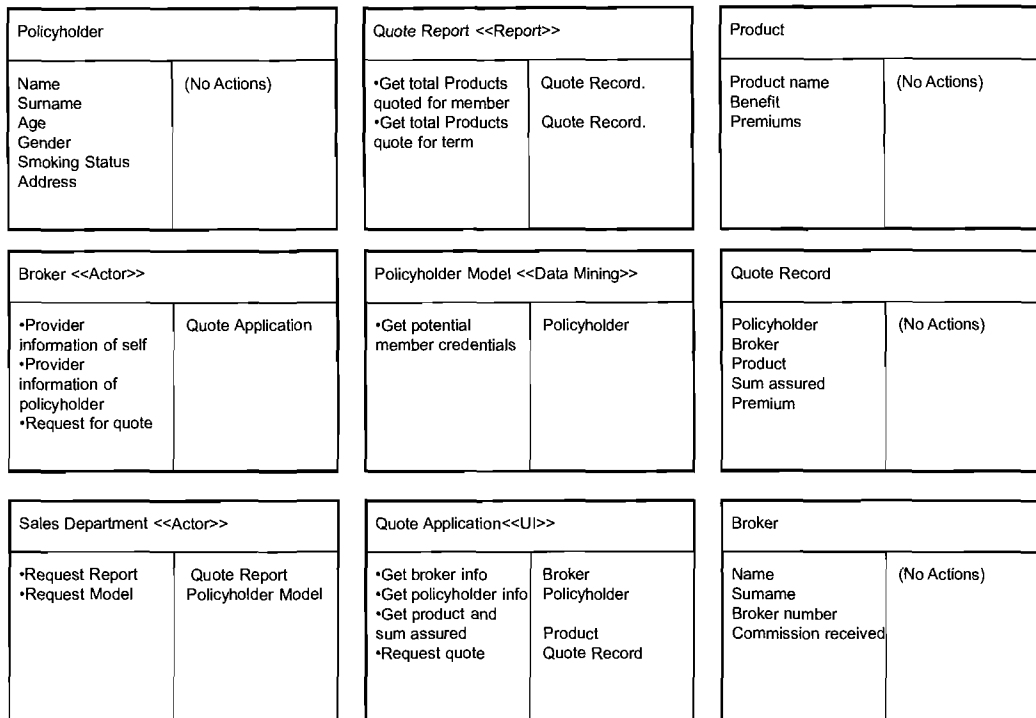 Policyholder
Name
Surname
Age
Gender
Smoking Status
Address
(No Actions)
Quote Report <<Report>>
•Get total Products
quoted for member
•Get total Products
quote for term
Quote Record.
Quote Record.
Product
Product name
Benefit
Premiums
(No Actions)
Broker <<Actor>>
•Provider
information of self
•Provider
information of
policyholder
•Request for quote
Quote Application
Policyholder Model <<Data Mining>>
•Get potential
member credentials
Policyholder
Quote Record
Policyholder
Broker
Product
Sum assured
Premium
(No Actions)
Sales Department <<Actor>>
•Request Report
•Request Model
Quote Report
Policyholder Model
Quote Application<<UI>>
•Get broker info
•Get policyholder info
•Get product and
sum assured
•Request quote
Broker
Policyholder
Product
Quote Record
Broker
Name
Surname
Broker number
Commission received
(No Actions)